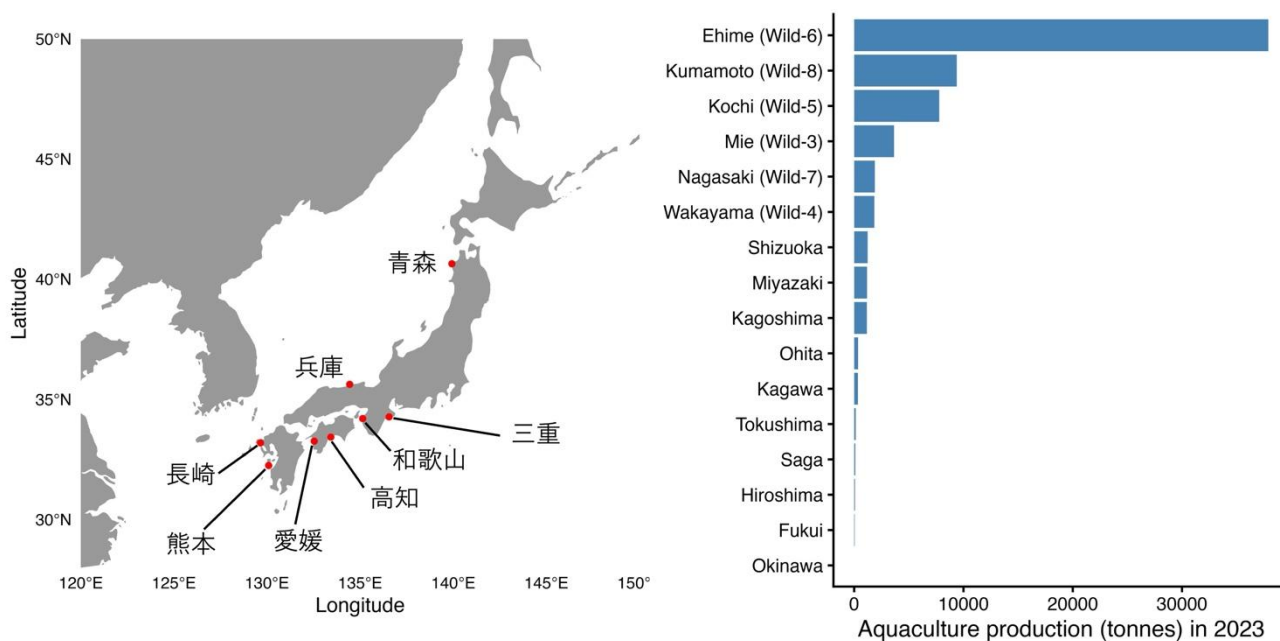 50°N
45°N
40°N
35°N
30°N
Latitude
120°E
125°E
130°E
135°E
140°E
145°E
150°
Longitude
青森
兵庫
三重
和歌山
長崎
高知
熊本
愛媛
Ehime (Wild-6)
Kumamoto (Wild-8)
Kochi (Wild-5)
Mie (Wild-3)
Nagasaki (Wild-7)
Wakayama (Wild-4)
Shizuoka
Miyazaki
Kagoshima
Ohita
Kagawa
Tokushima
Saga
Hiroshima
Fukui
Okinawa
0
10000
20000
30000
Aquaculture production (tonnes) in 2023